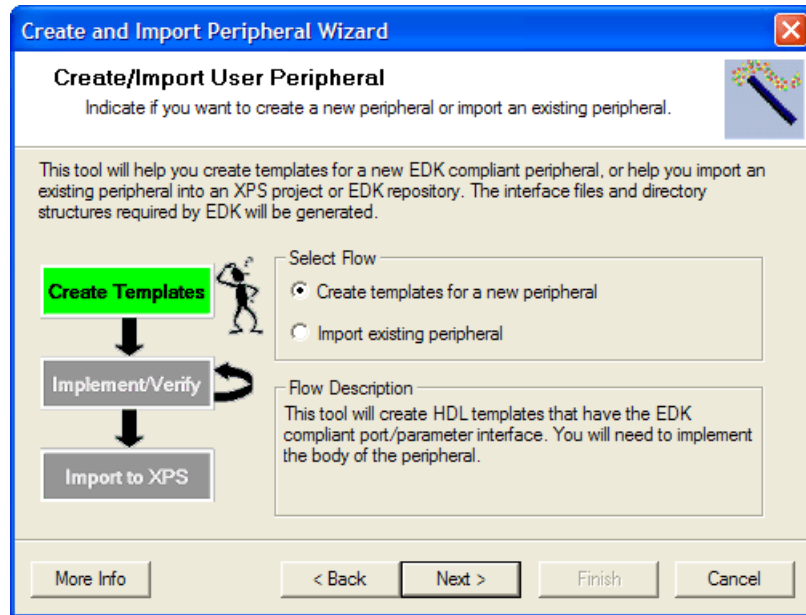 Create and Import Peripheral Wizard
Create/Import User Peripheral
Indicate if you want to create a new peripheral or import an existing peripheral.
This tool will help you create templates for a new EDK compliant peripheral, or help you import an
existing peripheral into an XPS project or EDK repository. The interface files and directory
structures required by EDK will be generated.
Create Templates
Implement/Verify
Import to XPS
Select Flow
Create templates for a new peripheral
Import existing peripheral
Flow Description
This tool will create HDL templates that have the EDK
compliant port/parameter interface. You will need to implement
the body of the peripheral.
More Info
< Back
Next >
Finish
Cancel